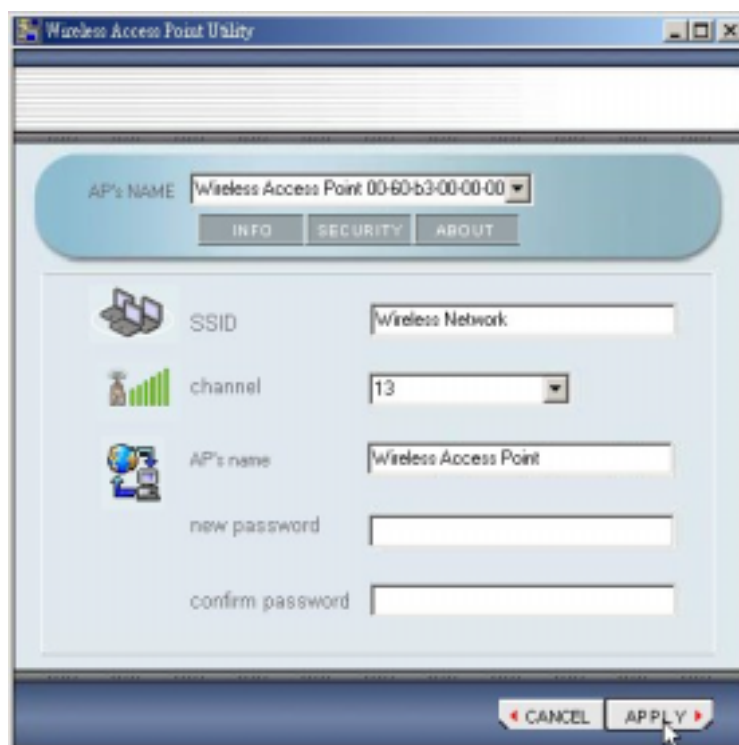 Wireless Access Point Utility
AP's NAME Wireless Access Point 00-60-b3-00-00-00
INFO SECURITY ABOUT
SSID Wireless Network
channel 13
AP's name Wireless Access Point
new password
confirm password
CANCEL APPLY